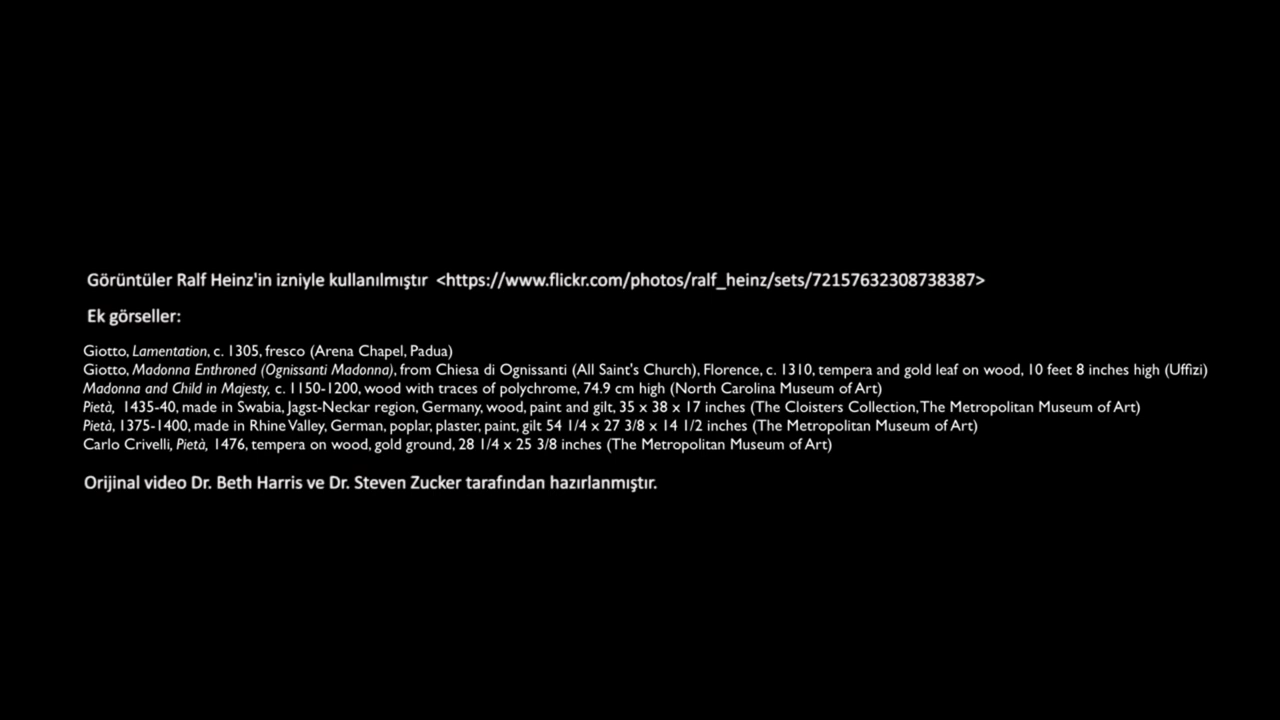 Görüntüler Ralf Heinz'in izniyle kullanılmıştır <https://www.flickr.com/photos/ralf_heinz/sets/72157632308738387>
Ek görseller:
Giotto, Lamentation, c. 1305, fresco (Arena Chapel, Padua)
Giotto, Madonna Enthroned (Ognissanti Madonna), from Chiesa di Ognissanti (All Saint's Church), Florence, c. 1310, tempera and gold leaf on wood, 10 feet 8 inches high (Uffizi)
Madonna and Child in Majesty, c. 1150-1200, wood with traces of polychrome, 74.9 cm high (North Carolina Museum of Art)
Pietà, 1435-40, made in Swabia, Jagst-Neckar region, Germany, wood, paint and gilt, 35 x 38 x 17 inches (The Cloisters Collection, The Metropolitan Museum of Art)
Pietà, 1375-1400, made in Rhine Valley, German, poplar, plaster, paint, gilt 54 1/4 x 27 3/8 x 14 1/2 inches (The Metropolitan Museum of Art)
Carlo Crivelli, Pietà, 1476, tempera on wood, gold ground, 28 1/4 x 25 3/8 inches (The Metropolitan Museum of Art)
Orijinal video Dr. Beth Harris ve Dr. Steven Zucker tarafından hazırlanmıştır.